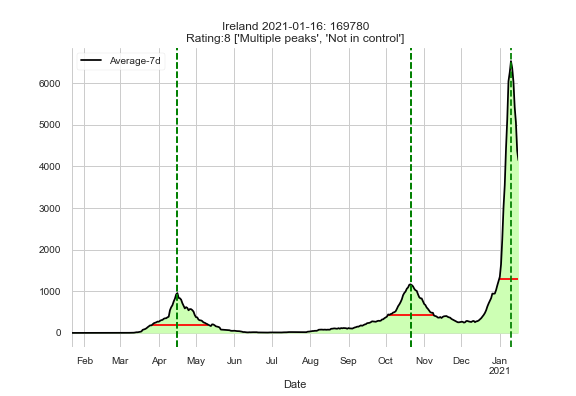 Ireland 2021-01-16: 169780
Rating:8 ['Multiple peaks', 'Not in control']
Average-7d
6000
5000
4000
3000
2000
1000
0
Feb Mar Apr May Jun Jul Aug Sep Oct Nov Dec Jan
2021
Date